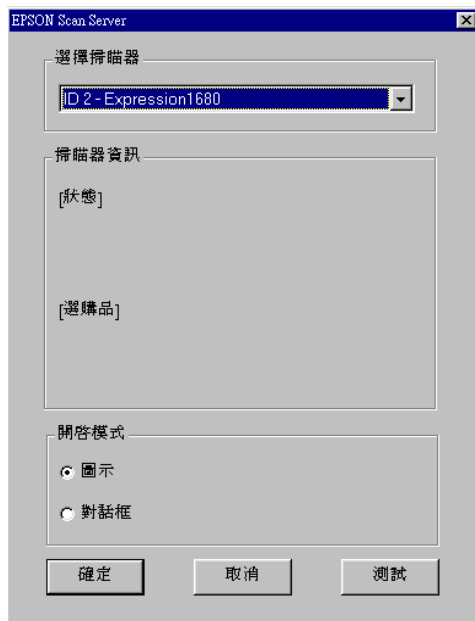 EPSON Scan Server
選擇掃瞄器
ID 2 - Expression1680
掃瞄器資訊
[狀態]
[選購品]
開啓模式
圖示
對話框
確定
取消
測試